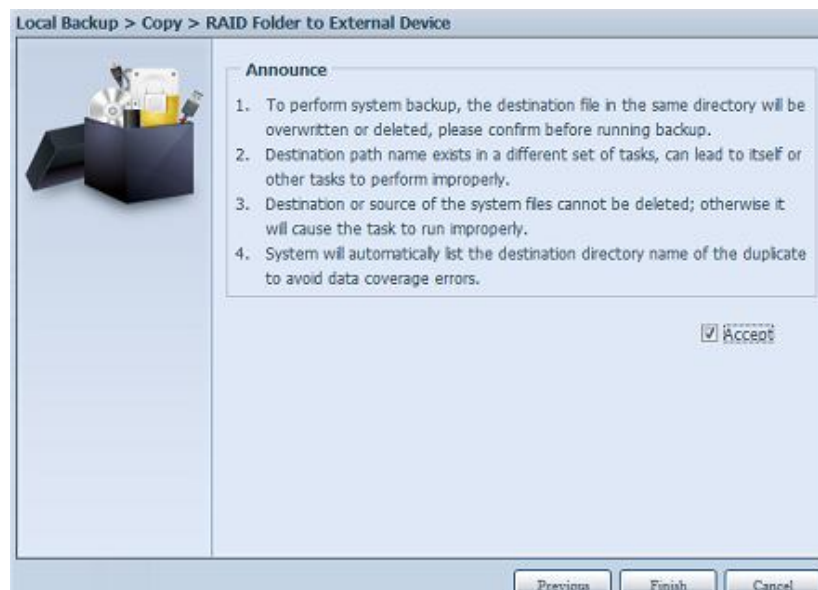 Local Backup > Copy > RAID Folder to External Device
Announce
1. To perform system backup, the destination file in the same directory will be
overwritten or deleted, please confirm before running backup.
2. Destination path name exists in a different set of tasks, can lead to itself or
other tasks to perform improperly.
3. Destination or source of the system files cannot be deleted; otherwise it
will cause the task to run improperly.
4. System will automatically list the destination directory name of the duplicate
to avoid data coverage errors.
Accept
Previous Finish Cancel